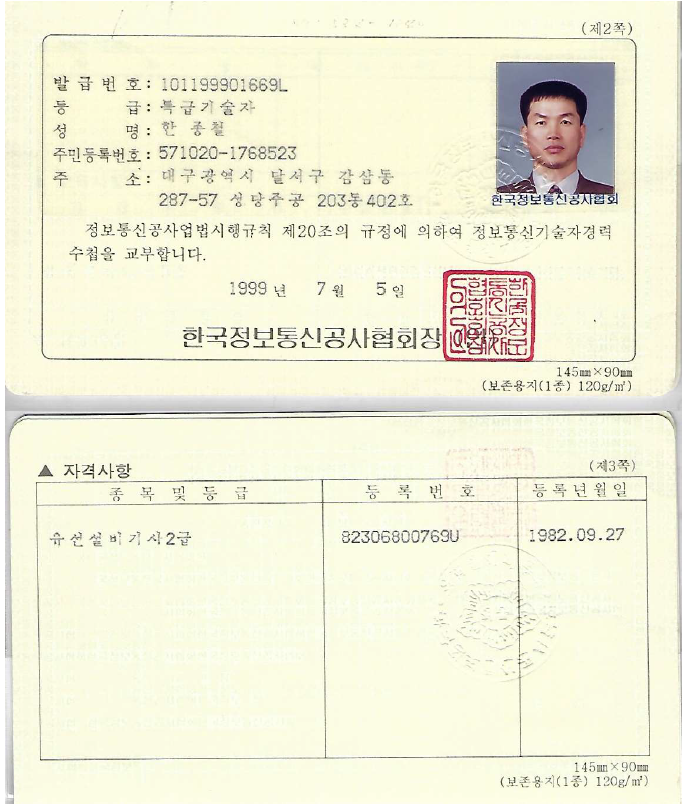 (제2쪽)
발급번호: 101199901669L
등 급: 특급기술자
성 명: 한종철
주민등록번호: 571020-1768523
주 소: 대구광역시 달서구 감삼동
287-57 성당주공 203동402호
한국정보통신공사협회
정보통신공사업법시행규칙 제20조의 규정에 의하여 정보통신기술자경력
수첩을 교부합니다.
1999년 7월 5일
한국정보통신공사협회장
145㎜×90㎜
(보존용지(1종) 120g/㎡)
▲ 자격사항
(제3쪽)
종목및등급 등록번호 등록년월일
유선설비기사2급 82306800769U 1982.09.27
145㎜×90㎜
(보존용지(1종) 120g/㎡)